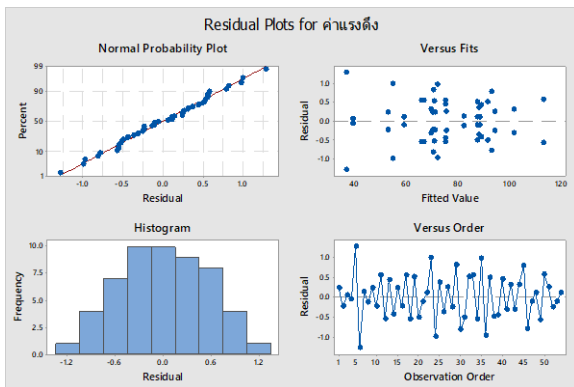 Residual Plots for ค่าแรงดึง
Normal Probability Plot
Percent
99
90
50
10
1
-1.0 -0.5 0.0 0.5 1.0
Residual
Versus Fits
Residual
1.0
0.5
0.0
-0.5
-1.0
40 60 80 100 120
Fitted Value
Histogram
Frequency
10.0
7.5
5.0
2.5
0.0
-1.2 -0.6 0.0 0.6 1.2
Residual
Versus Order
Residual
1.0
0.5
0.0
-0.5
-1.0
1 5 10 15 20 25 30 35 40 45 50
Observation Order